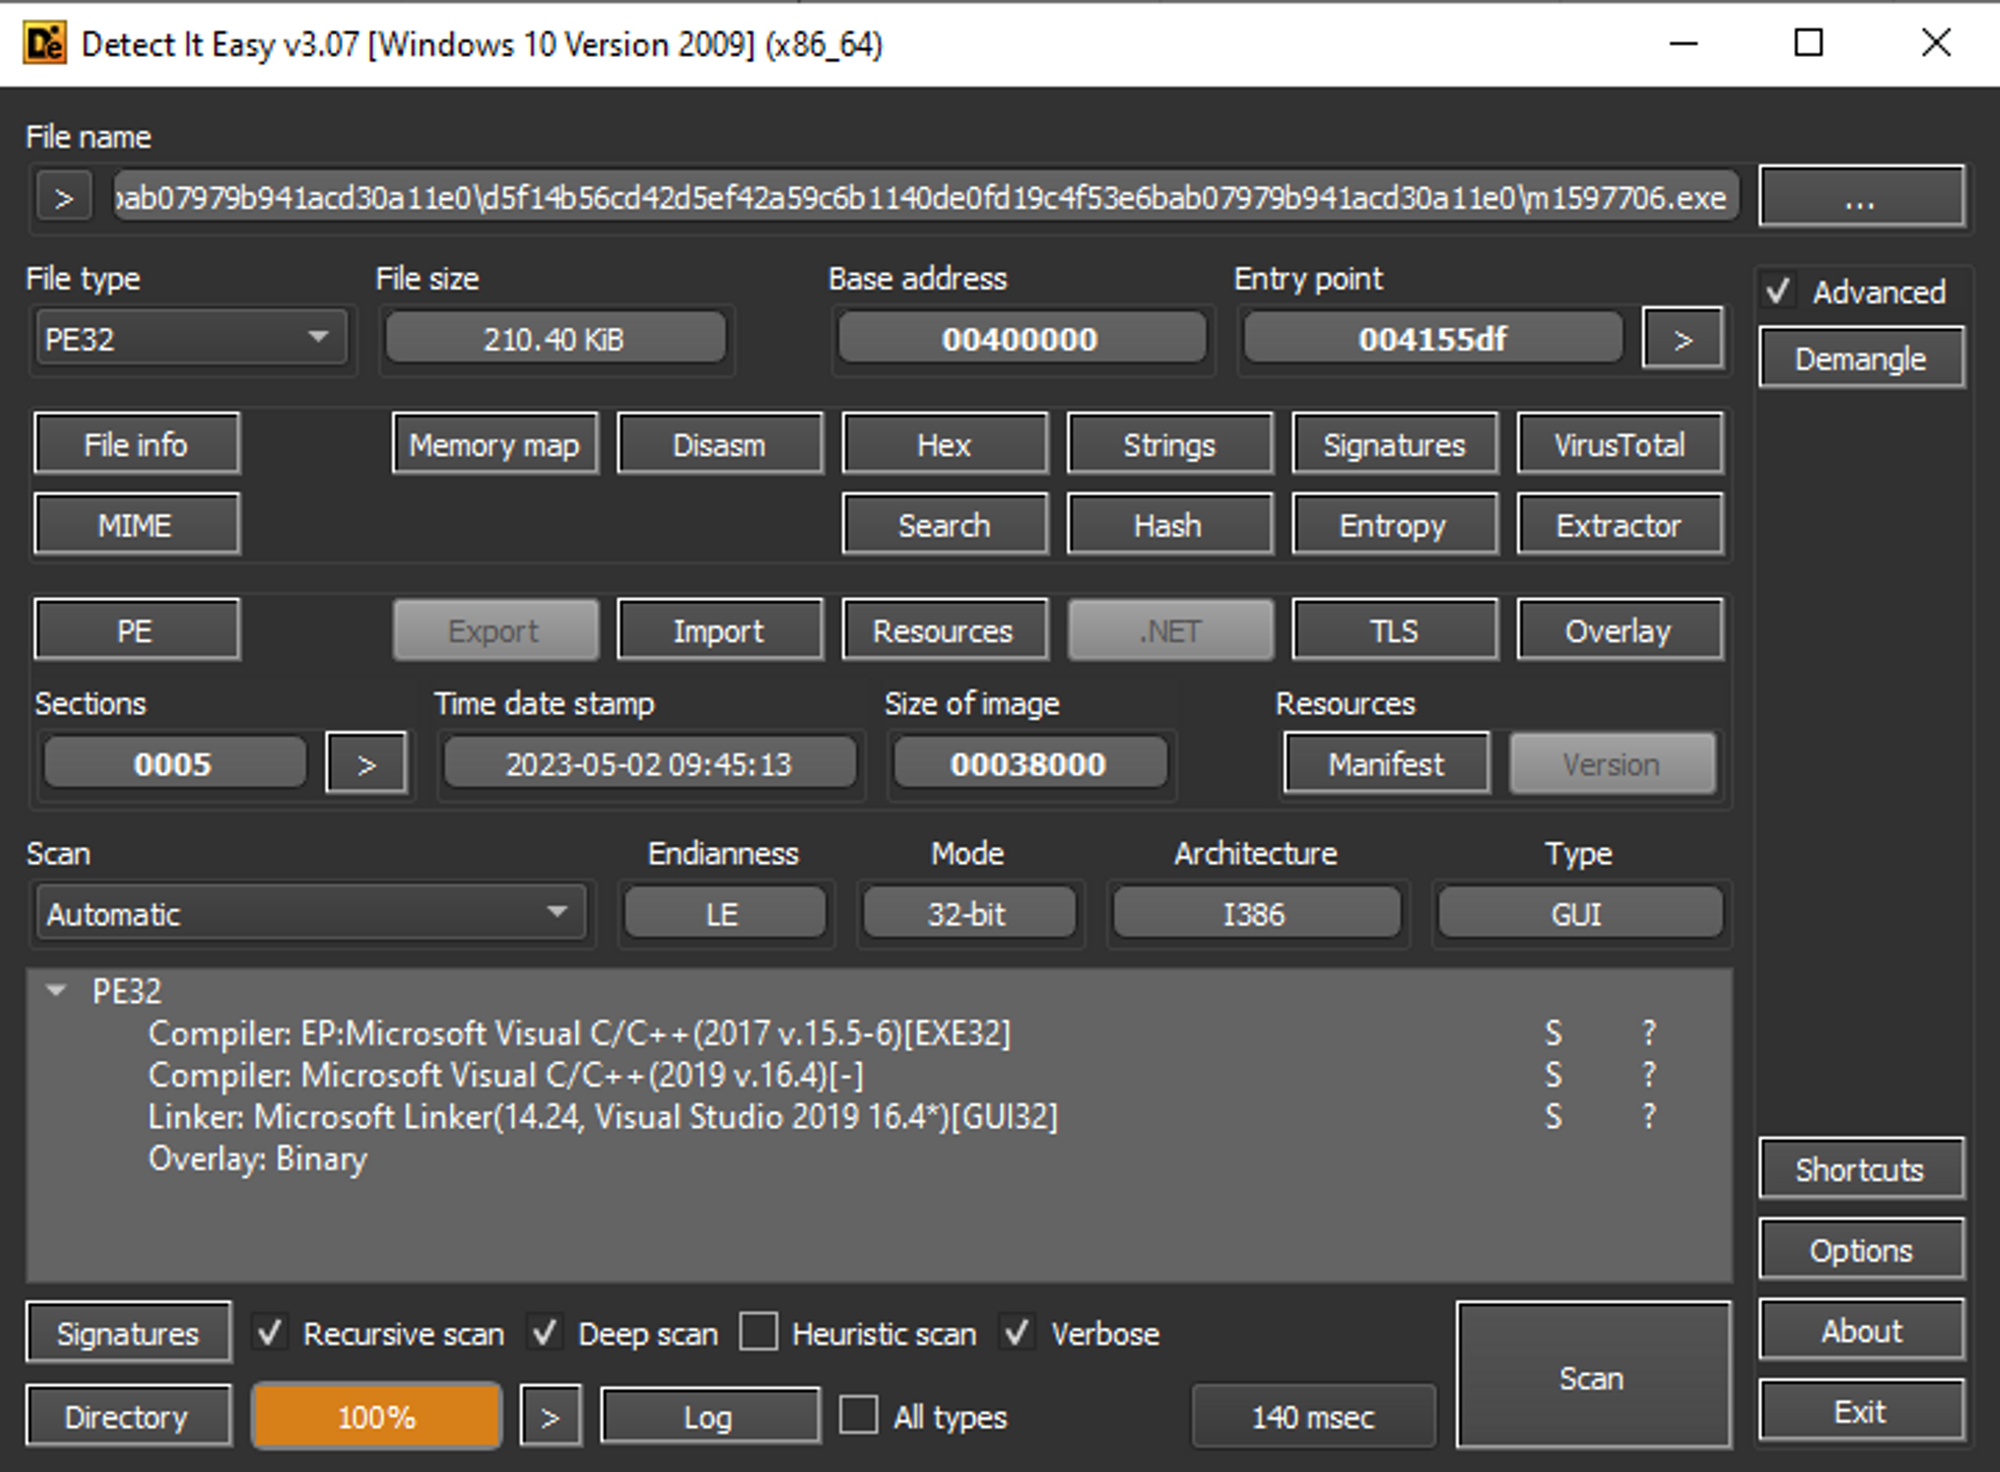 Detect It Easy v3.07 [Windows 10 Version 2009] (x86_64)
File name
> ab07979b941acd30a11e0\d5f14b56cd42d5ef42a59c6b1140de0fd19c4f53e6bab07979b941acd30a11e0\m1597706.exe ...
File type File size Base address Entry point
Advanced
PE32 210.40 KiB 00400000 004155df >
Demangle
File info Memory map Disasm Hex Strings Signatures VirusTotal
MIME Search Hash Entropy Extractor
PE Export Import Resources .NET TLS Overlay
Sections Time date stamp Size of image Resources
0005 > 2023-05-02 09:45:13 00038000 Manifest Version
Scan Endianness Mode Architecture Type
Automatic LE 32-bit I386 GUI
PE32
Compiler: EP:Microsoft Visual C/C++(2017 v.15.5-6)[EXE32] S ?
Compiler: Microsoft Visual C/C++(2019 v.16.4)[-] S ?
Linker: Microsoft Linker(14.24, Visual Studio 2019 16.4*)[GUI32] S ?
Overlay: Binary
Shortcuts
Options
Signatures Recursive scan Deep scan Heuristic scan Verbose
About
Scan
Directory 100% > Log All types 140 msec
Exit